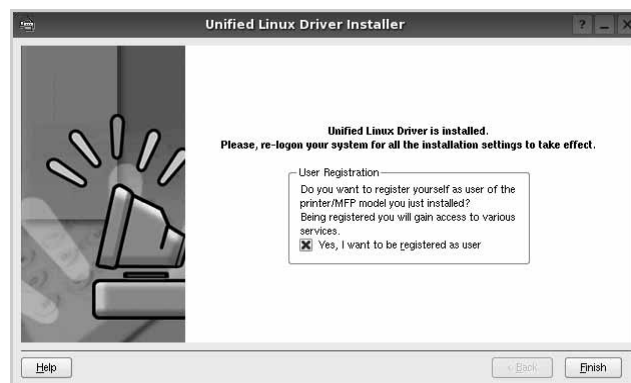 Unified Linux Driver Installer
Unified Linux Driver is installed.
Please, re-logon your system for all the installation settings to take effect.
User Registration
Do you want to register yourself as user of the
printer/MFP model you just installed?
Being registered you will gain access to various
services.
Yes, I want to be registered as user
Help
< Back
Finish